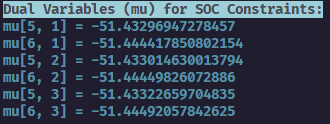 Dual Variables (mu) for SOC Constraints:
mu[5, 1] = -51.43296947278457
mu[6, 1] = -51.444417850802154
mu[5, 2] = -51.433014630013794
mu[6, 2] = -51.44449826072886
mu[5, 3] = -51.43322659704835
mu[6, 3] = -51.44492057842625